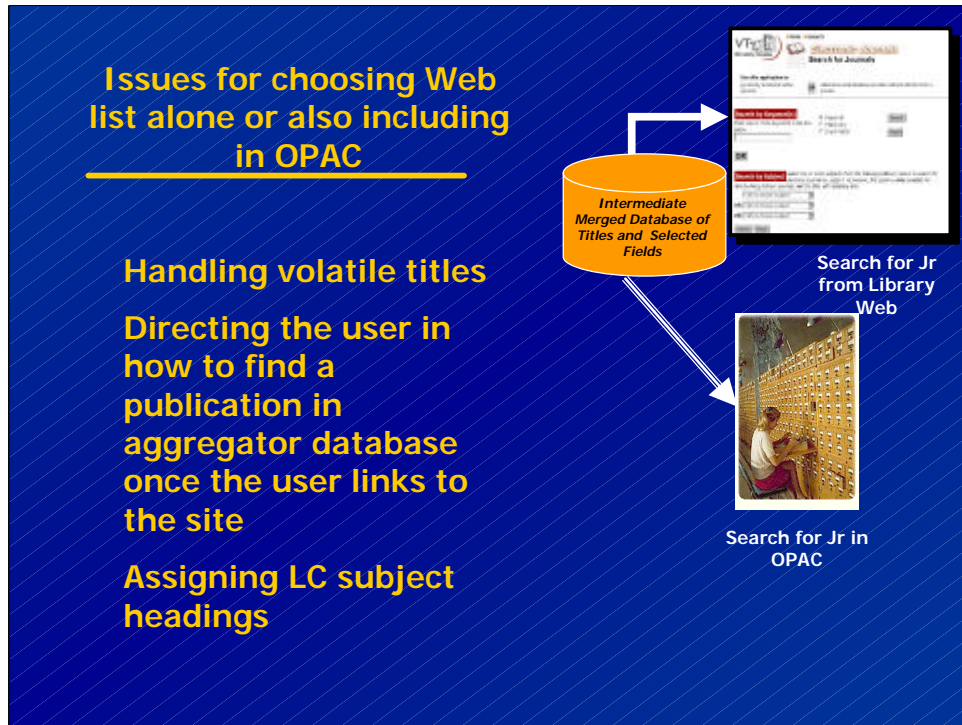 Issues for choosing Web
list alone or also including
in OPAC
Handling volatile titles
Directing the user in
how to find a
publication in
aggregator database
once the user links to
the site
Assigning LC subject
headings
Intermediate
Merged Database of
Titles and Selected
Fields
Search for Journals
Search for Jr
from Library
Web
Search for Jr in
OPAC